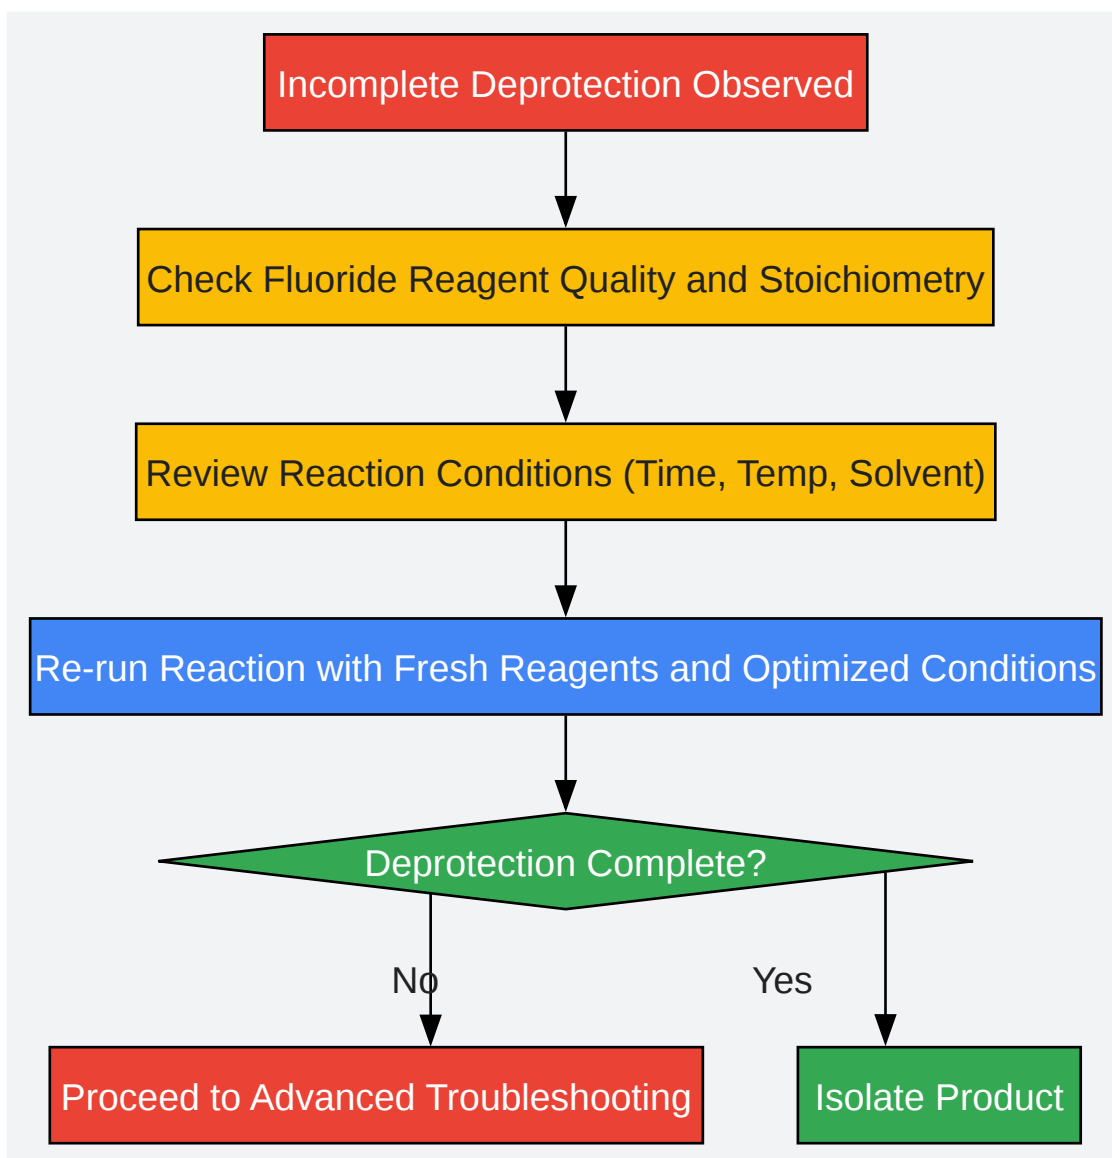 Incomplete Deprotection Observed
Check Fluoride Reagent Quality and Stoichiometry
Review Reaction Conditions (Time, Temp, Solvent)
Re-run Reaction with Fresh Reagents and Optimized Conditions
Deprotection Complete?
No
Yes
Proceed to Advanced Troubleshooting
Isolate Product